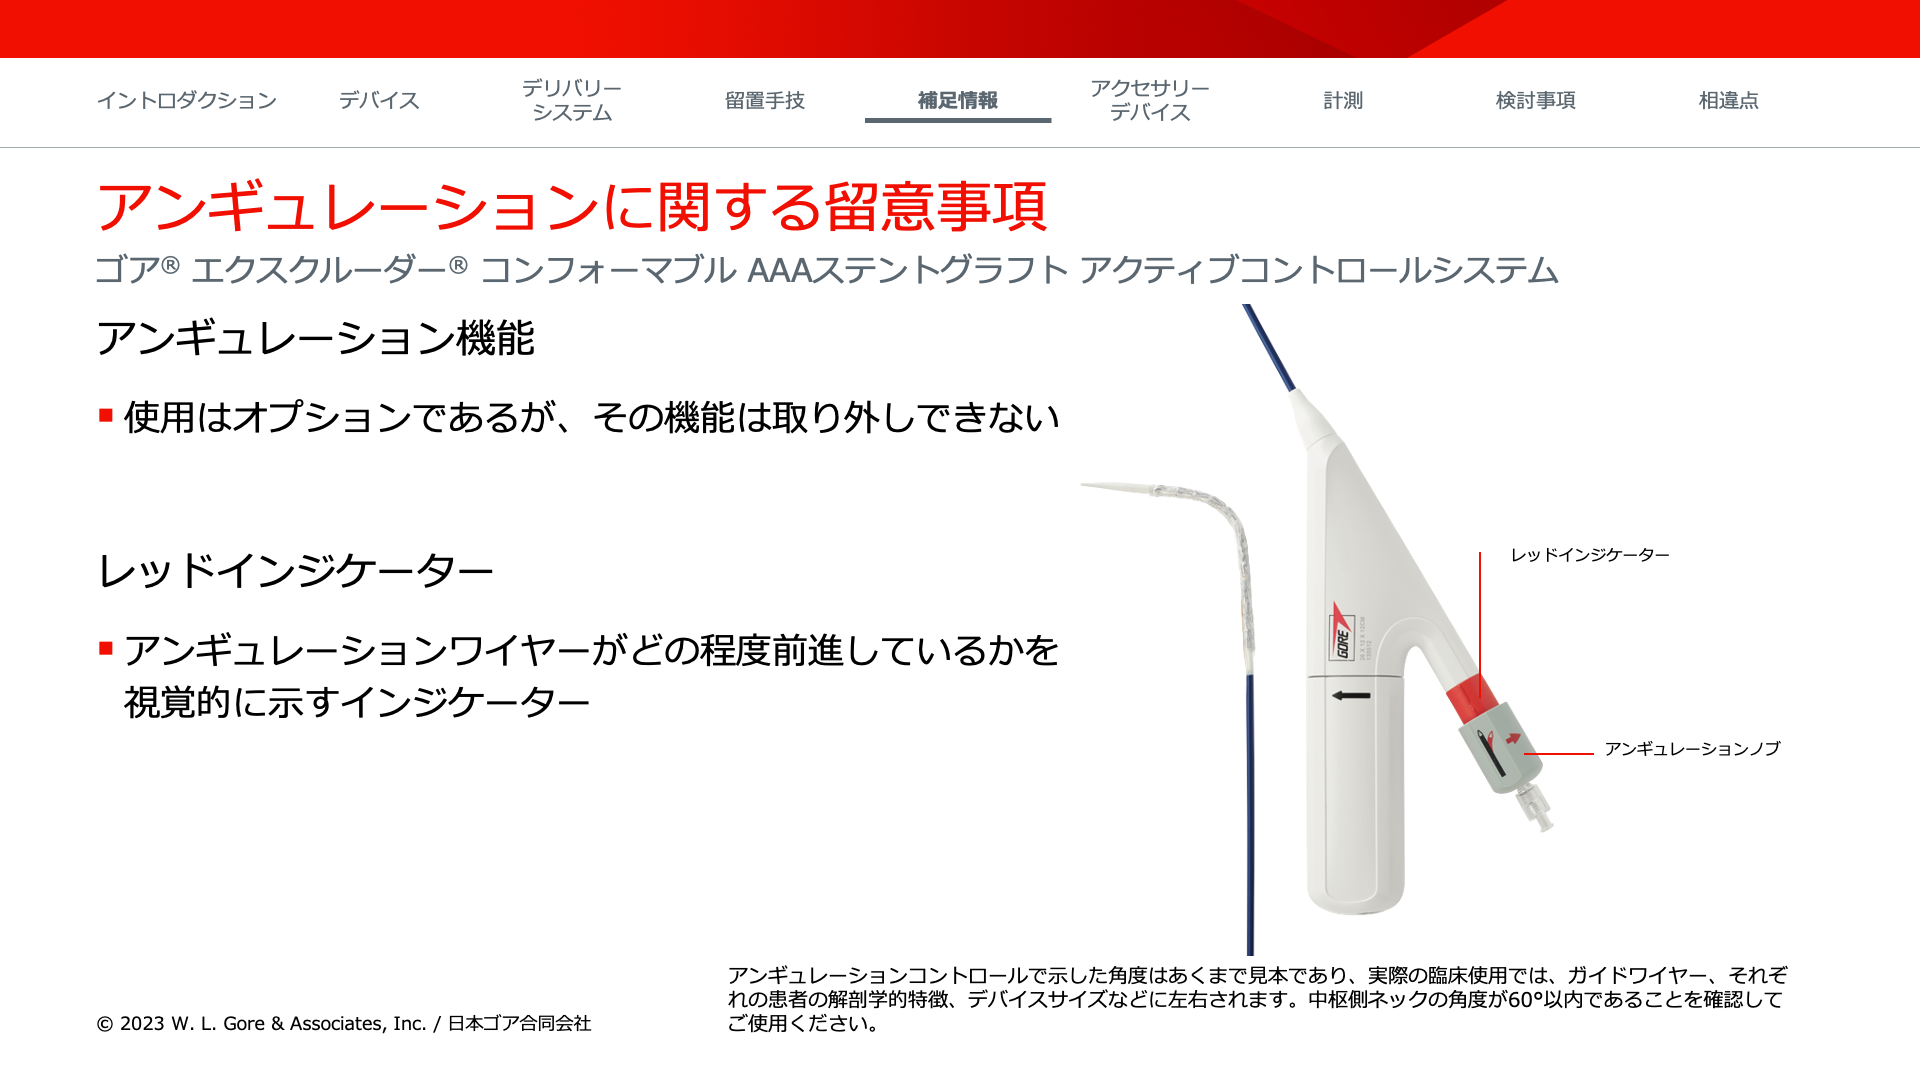 イントロダクション
デバイス
デリバリー
システム
留置手技
補足情報
アクセサリー
デバイス
計測
検討事項
相違点
アンギュレーションに関する留意事項
ゴア® エクスクルーダー® コンフォーマブル AAAステントグラフト アクティブコントロールシステム
アンギュレーション機能
使用はオプションであるが、その機能は取り外しできない
レッドインジケーター
アンギュレーションワイヤーがどの程度前進しているかを
視覚的に示すインジケーター
レッドインジケーター
GORE
アンギュレーションノブ
アンギュレーションコントロールで示した角度はあくまで見本であり、実際の臨床使用では、ガイドワイヤー、それぞ
れの患者の解剖学的特徴、デバイスサイズなどに左右されます。中枢側ネックの角度が60°以内であることを確認して
ご使用ください。
© 2023 W. L. Gore & Associates, Inc. / 日本ゴア合同会社